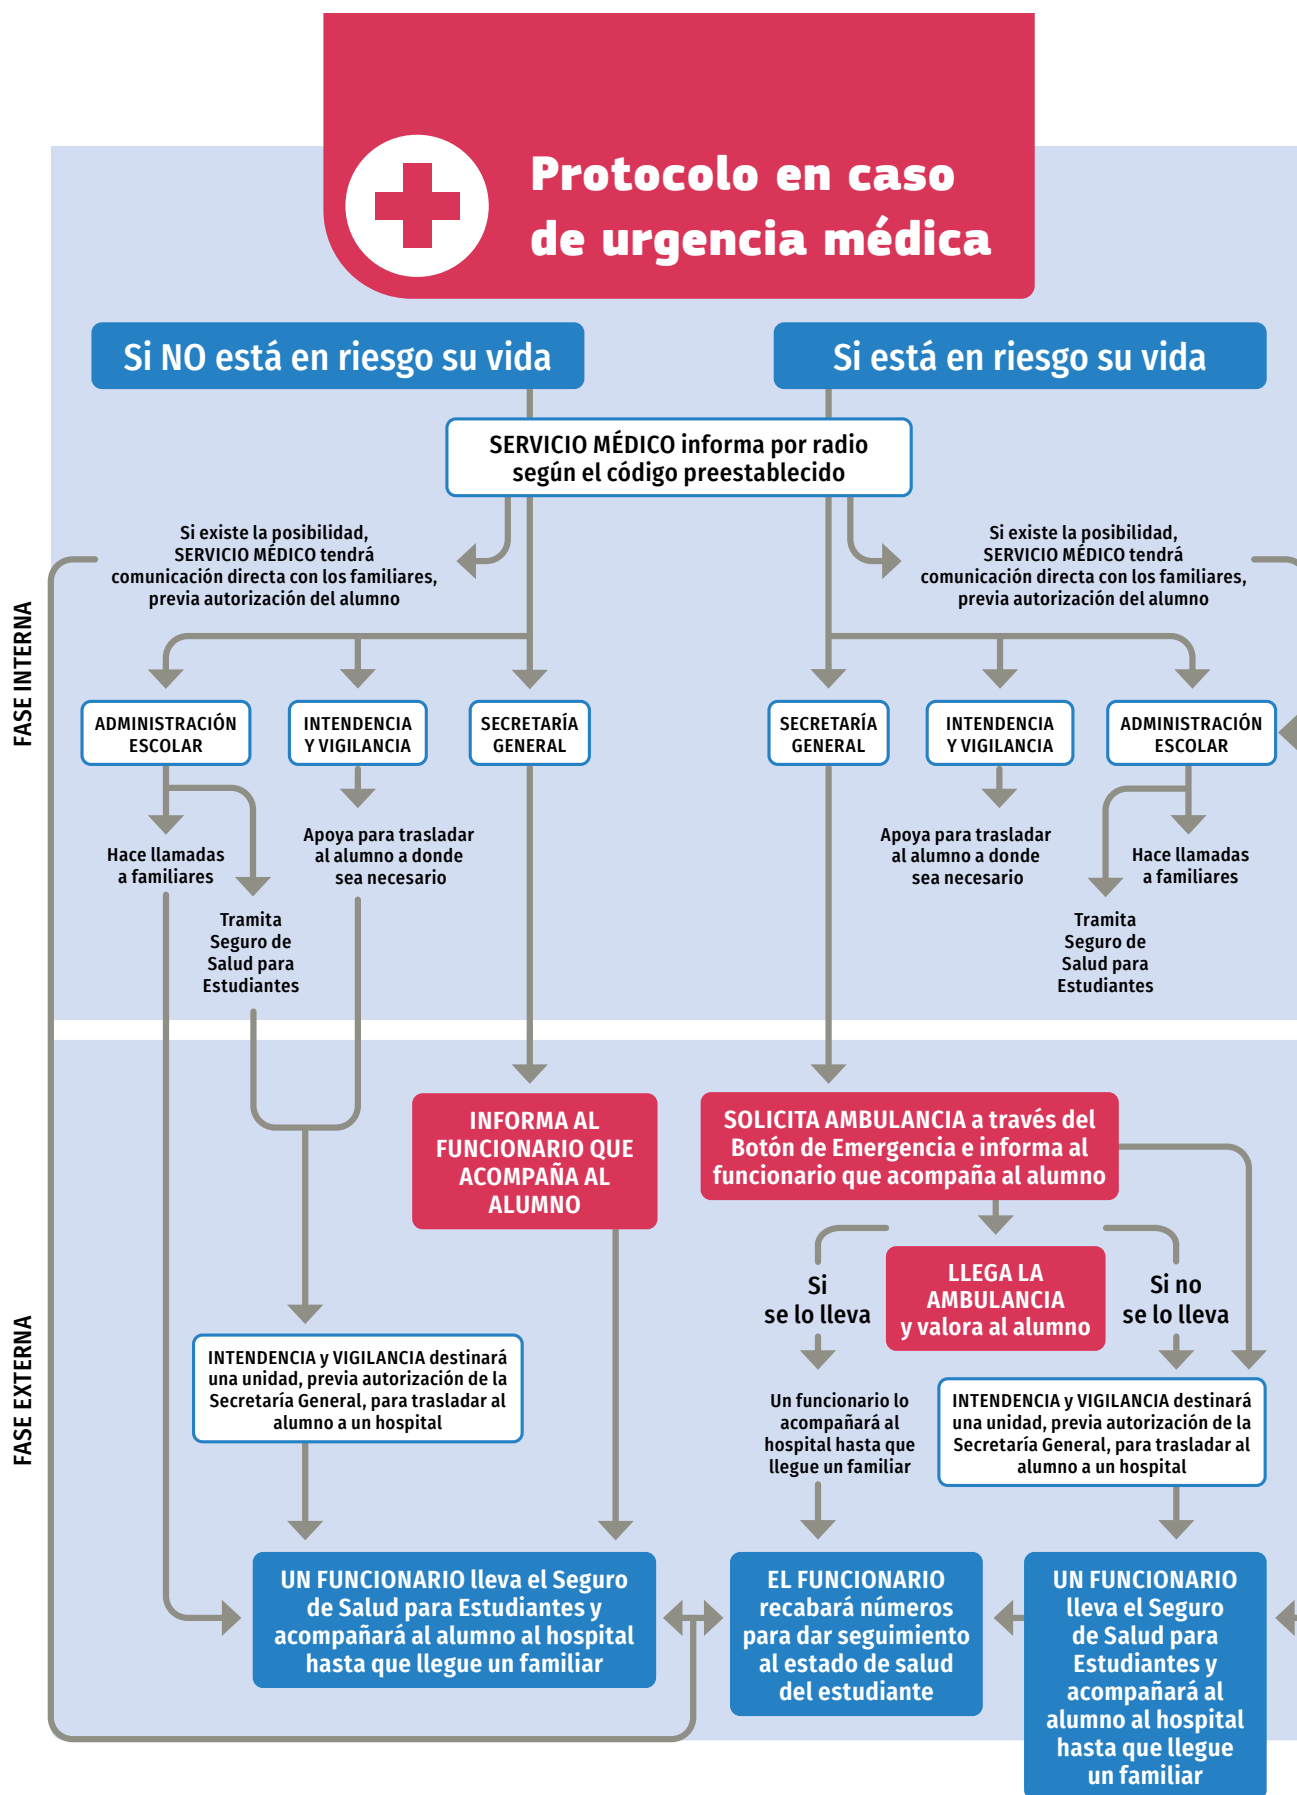 Protocolo en caso
de urgencia médica
Si NO está en riesgo su vida
Si está en riesgo su vida
SERVICIO MÉDICO informa por radio
según el código preestablecido
Si existe la posibilidad,
SERVICIO MÉDICO tendrá
comunicación directa con los familiares,
previa autorización del alumno
Si existe la posibilidad,
SERVICIO MÉDICO tendrá
comunicación directa con los familiares,
previa autorización del alumno
FASE INTERNA
ADMINISTRACIÓN
ESCOLAR
INTENDENCIA
Y VIGILANCIA
SECRETARÍA
GENERAL
SECRETARÍA
GENERAL
INTENDENCIA
Y VIGILANCIA
ADMINISTRACIÓN
ESCOLAR
Hace llamadas
a familiares
Apoya para trasladar
al alumno a donde
sea necesario
Tramita
Seguro de
Salud para
Estudiantes
Apoya para trasladar
al alumno a donde
sea necesario
Hace llamadas
a familiares
Tramita
Seguro de
Salud para
Estudiantes
FASE EXTERNA
INFORMA AL
FUNCIONARIO QUE
ACOMPAÑA AL
ALUMNO
SOLICITA AMBULANCIA a través del
Botón de Emergencia e informa al
funcionario que acompaña al alumno
Si
se lo lleva
LLEGA LA
AMBULANCIA
y valora al alumno
Si no
se lo lleva
INTENDENCIA y VIGILANCIA destinará
una unidad, previa autorización de la
Secretaría General, para trasladar al
alumno a un hospital
Un funcionario lo
acompañará al
hospital hasta que
llegue un familiar
INTENDENCIA y VIGILANCIA destinará
una unidad, previa autorización de la
Secretaría General, para trasladar al
alumno a un hospital
UN FUNCIONARIO lleva el Seguro
de Salud para Estudiantes y
acompañará al alumno al hospital
hasta que llegue un familiar
EL FUNCIONARIO
recabará números
para dar seguimiento
al estado de salud
del estudiante
UN FUNCIONARIO
lleva el Seguro
de Salud para
Estudiantes y
acompañará al
alumno al hospital
hasta que llegue
un familiar